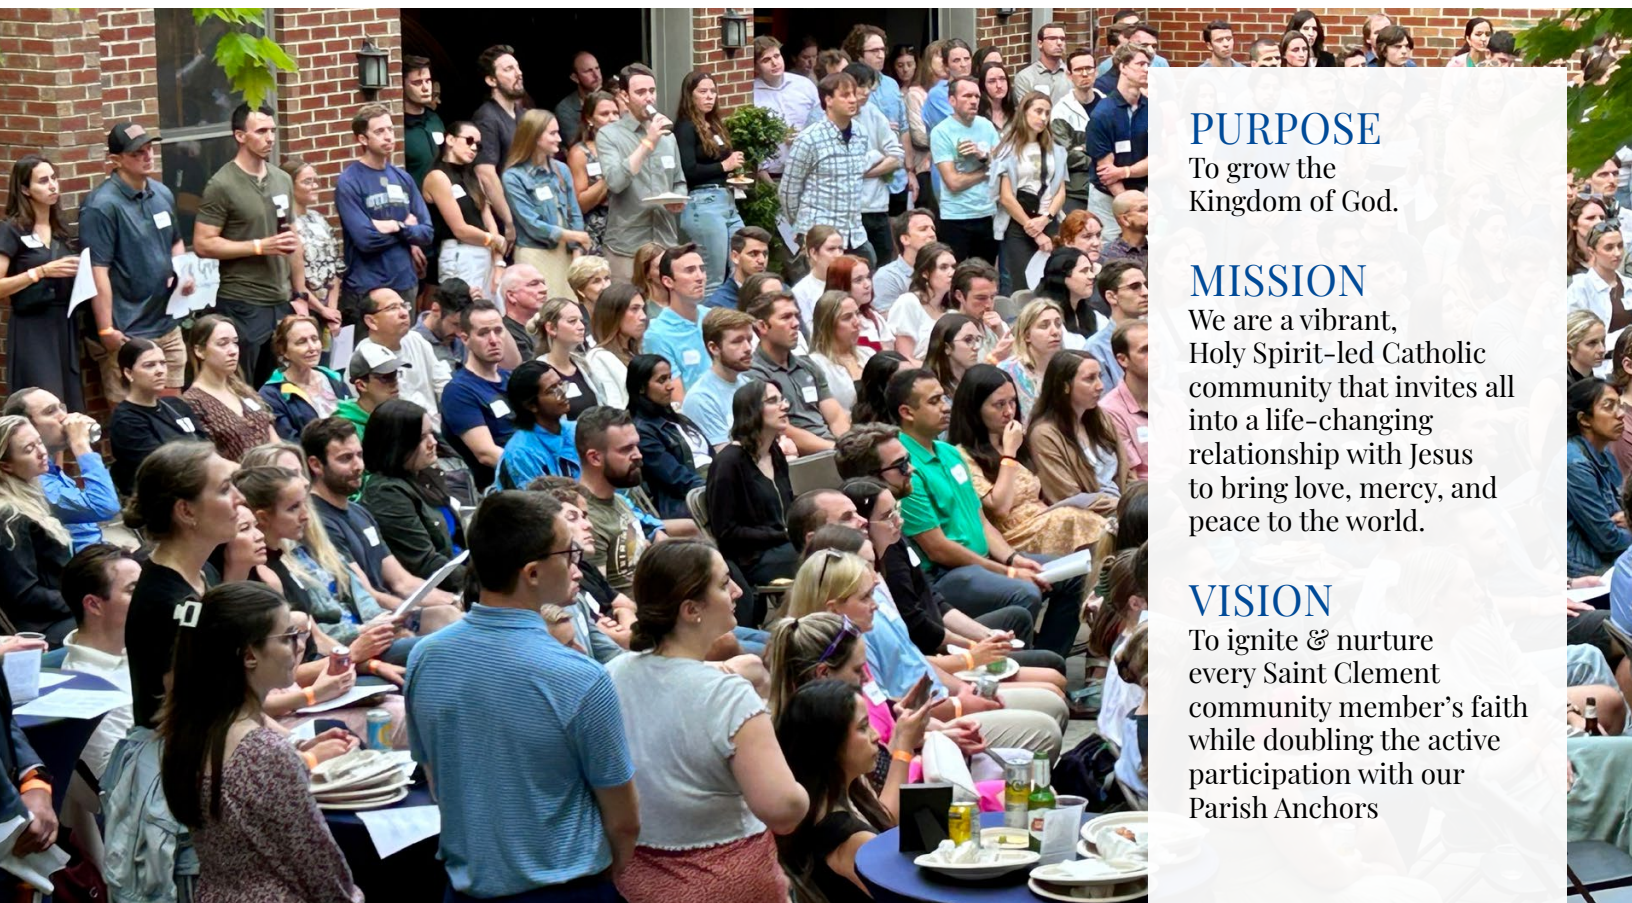 PURPOSE
To grow the
Kingdom of God.
MISSION
We are a vibrant,
Holy Spirit-led Catholic
community that invites all
into a life-changing
relationship with Jesus
to bring love, mercy, and
peace to the world.
VISION
To ignite & nurture
every Saint Clement
community member’s faith
while doubling the active
participation with our
Parish Anchors